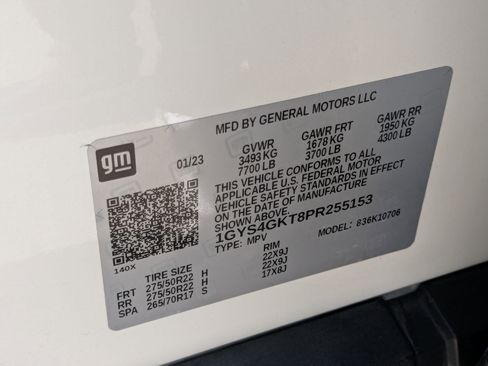 MFD BY GENERAL MOTORS LLC
gm
01/23
GVWR GAWR FRT GAWR RR
3493 KG 1678 KG 1950 KG
7700 LB 3700 LB 4300 LB
THIS VEHICLE CONFORMS TO ALL
APPLICABLE U.S. FEDERAL MOTOR
VEHICLE SAFETY STANDARDS IN EFFECT
ON THE DATE OF MANUFACTURE
SHOWN ABOVE.
1GYS4GKT8PR255153
TYPE: MPV MODEL: 836K10706
140X
TIRE SIZE RIM
FRT 275/50R22 H 22X9J
RR 275/50R22 H 22X9J
SPA 265/70R17 S 17X8J